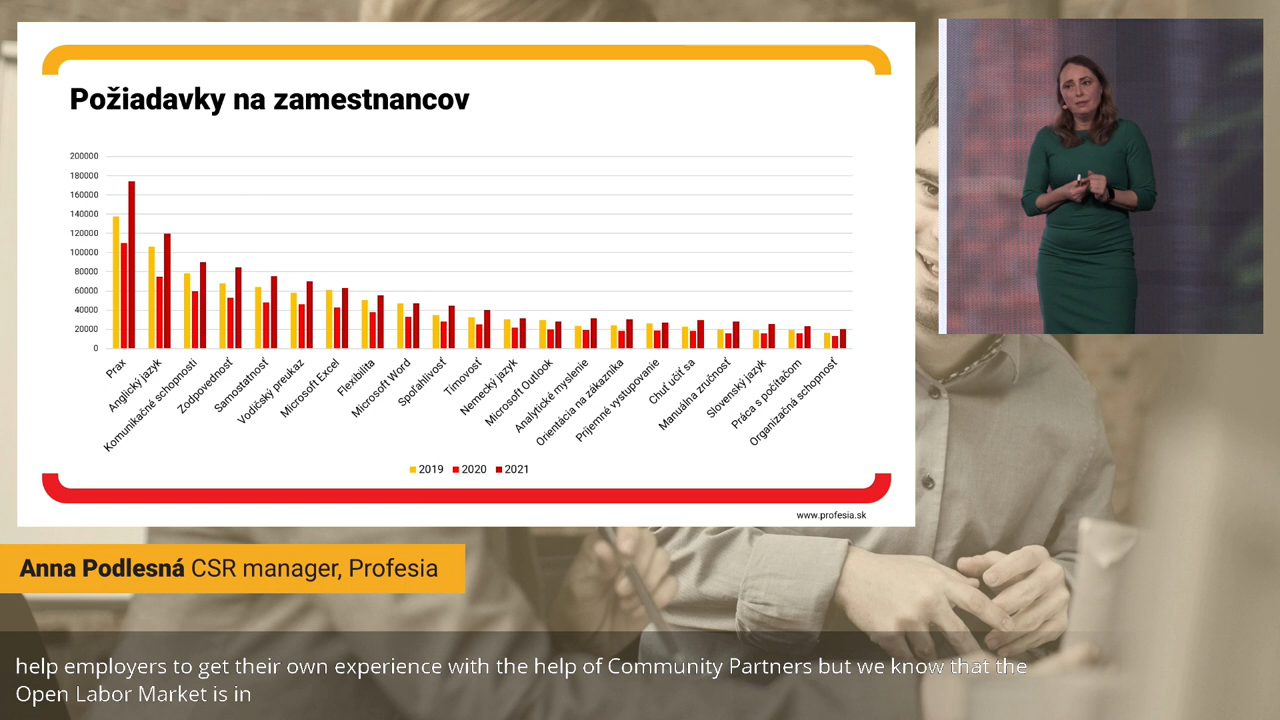 Požiadavky na zamestnancov
200000
180000
160000
140000
120000
100000
80000
60000
40000
20000
0
Prax
Anglický jazyk
Komunikačné schopnosti
Zodpovednosť
Samostatnosť
Vodičský preukaz
Microsoft Excel
Flexibilita
Microsoft Word
Spoľahlivosť
Tímovosť
Nemecký jazyk
Microsoft Outlook
Analytické myslenie
Orientácia na zákazníka
Príjemné vystupovanie
Chuť učiť sa
Manuálna zručnosť
Slovenský jazyk
Práca s počítačom
Organizačná schopnosť
2019 2020 2021
www.profesia.sk
Anna Podlesná CSR manager, Profesia
help employers to get their own experience with the help of Community Partners but we know that the
Open Labor Market is in